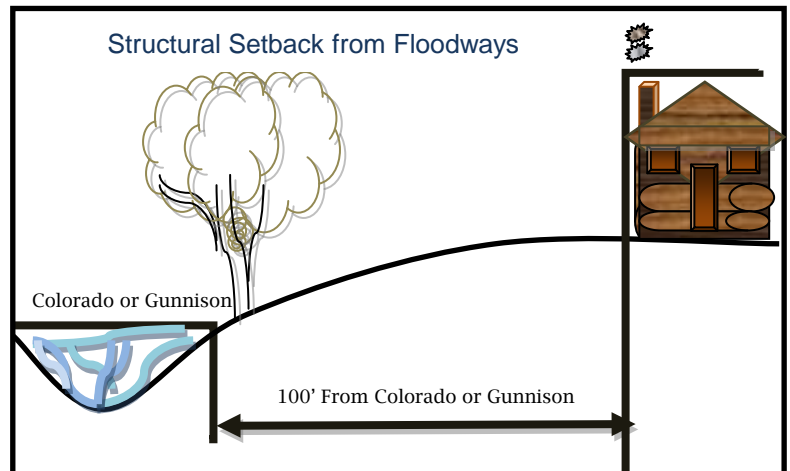 Structural Setback from Floodways
Colorado or Gunnison
100’ From Colorado or Gunnison